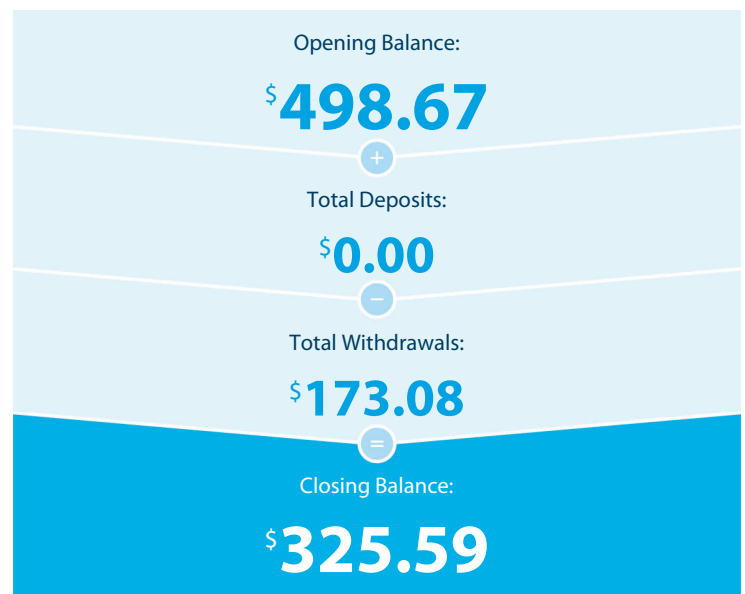 Opening Balance:
$498.67
+
Total Deposits:
$0.00
−
Total Withdrawals:
$173.08
=
Closing Balance:
$325.59